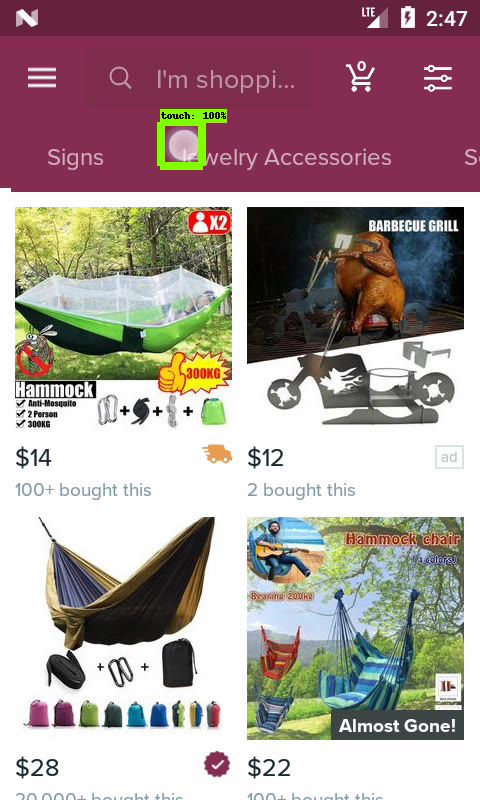 LTE
2:47
0
I'm shoppi...
touch: 100%
Signs
Jewelry Accessories
X2
300KG
Hammock
Anti-Mosquito
2 Person
300KG
+
+
+
BARBECUE GRILL
$14
100+ bought this
$12
ad
2 bought this
+
+
Hammock chair
( 4 colors)
Bearing 200kg
Almost Gone!
$28
20,000+ bought this
$22
100+ bought this